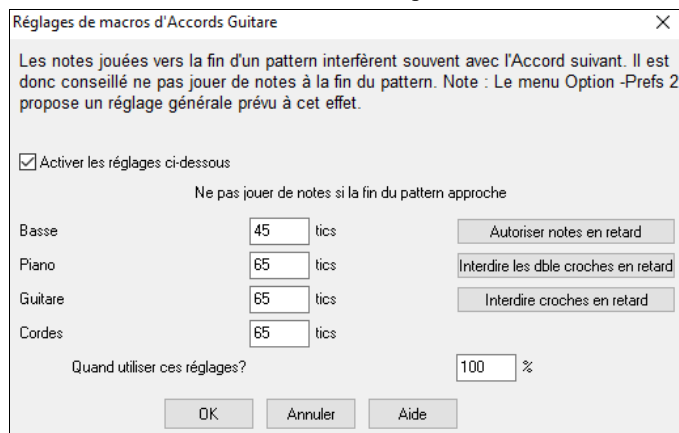 Réglages de macros d'Accords Guitare
Les notes jouées vers la fin d'un pattern interfèrent souvent avec l'Accord suivant. Il est
donc conseillé ne pas jouer de notes à la fin du pattern. Note : Le menu Option -Prefs 2
propose un réglage générale prévu à cet effet.
Activer les réglages ci-dessous
Ne pas jouer de notes si la fin du pattern approche
Basse 45 tics Autoriser notes en retard
Piano 65 tics Interdire les dble croches en retard
Guitare 65 tics Interdire croches en retard
Cordes 65 tics
Quand utiliser ces réglages? 100 %
OK Annuler Aide